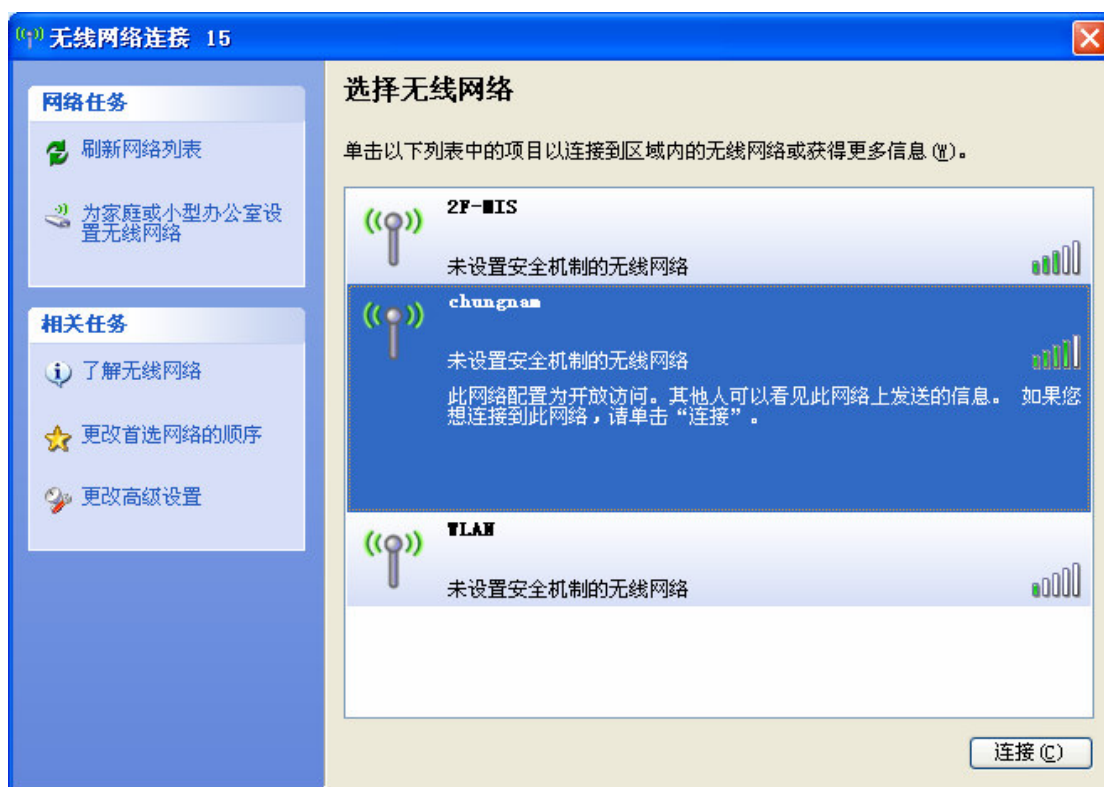 无线网络连接 15
网络任务
刷新网络列表
为家庭或小型办公室设
置无线网络
相关任务
了解无线网络
更改首选网络的顺序
更改高级设置
选择无线网络
单击以下列表中的项目以连接到区域内的无线网络或获得更多信息(W)。
2F-MIS
未设置安全机制的无线网络
chungnam
未设置安全机制的无线网络
此网络配置为开放访问。其他人可以看见此网络上发送的信息。 如果您
想连接到此网络，请单击“连接”。
WLAN
未设置安全机制的无线网络
连接(C)